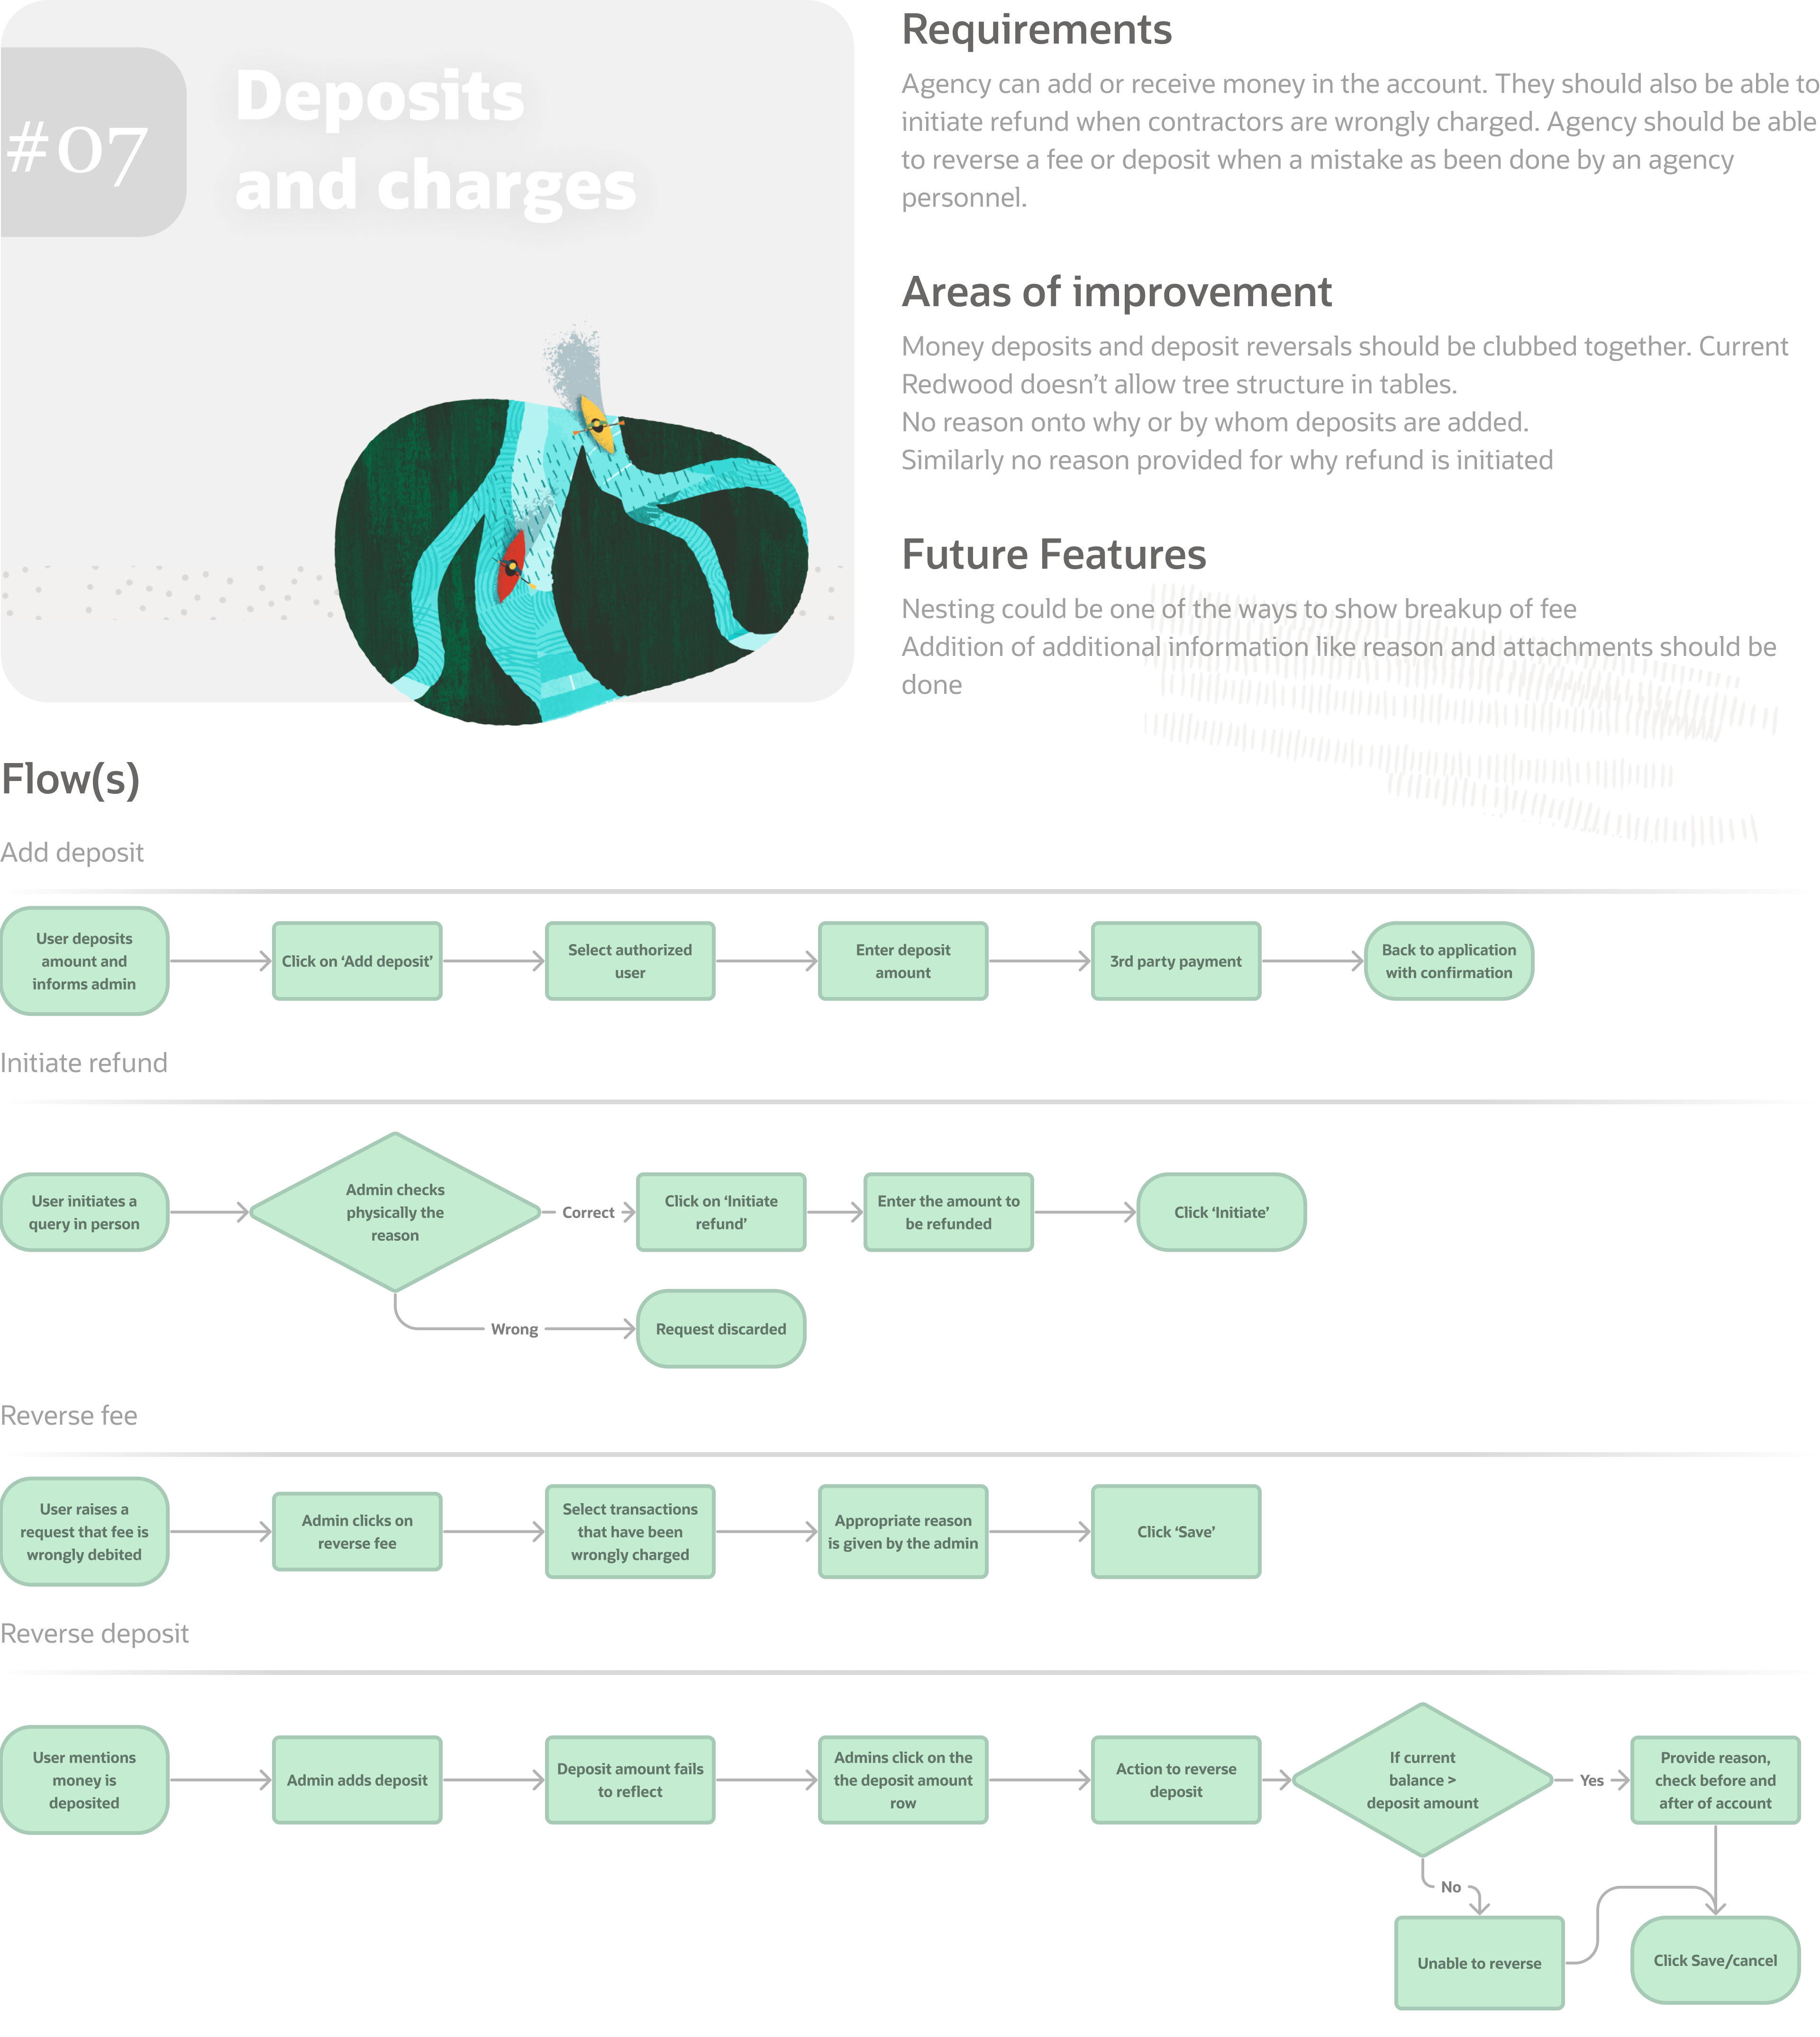 #07
Deposits
and charges
Requirements
Agency can add or receive money in the account. They should also be able to
initiate refund when contractors are wrongly charged. Agency should be able
to reverse a fee or deposit when a mistake as been done by an agency
personnel.
Areas of improvement
Money deposits and deposit reversals should be clubbed together. Current
Redwood doesn’t allow tree structure in tables.
No reason onto why or by whom deposits are added.
Similarly no reason provided for why refund is initiated
Future Features
Nesting could be one of the ways to show breakup of fee
Addition of additional information like reason and attachments should be
done
Flow(s)
Add deposit
User deposits
amount and
informs admin
Click on ‘Add deposit’
Select authorized
user
Enter deposit
amount
3rd party payment
Back to application
with confirmation
Initiate refund
User initiates a
query in person
Admin checks
physically the
reason
Correct
Click on ‘Initiate
refund’
Enter the amount to
be refunded
Click ‘Initiate’
Wrong
Request discarded
Reverse fee
User raises a
request that fee is
wrongly debited
Admin clicks on
reverse fee
Select transactions
that have been
wrongly charged
Appropriate reason
is given by the admin
Click ‘Save’
Reverse deposit
User mentions
money is
deposited
Admin adds deposit
Deposit amount fails
to reflect
Admins click on the
the deposit amount
row
Action to reverse
deposit
If current
balance >
deposit amount
Yes
Provide reason,
check before and
after of account
No
Unable to reverse
Click Save/cancel